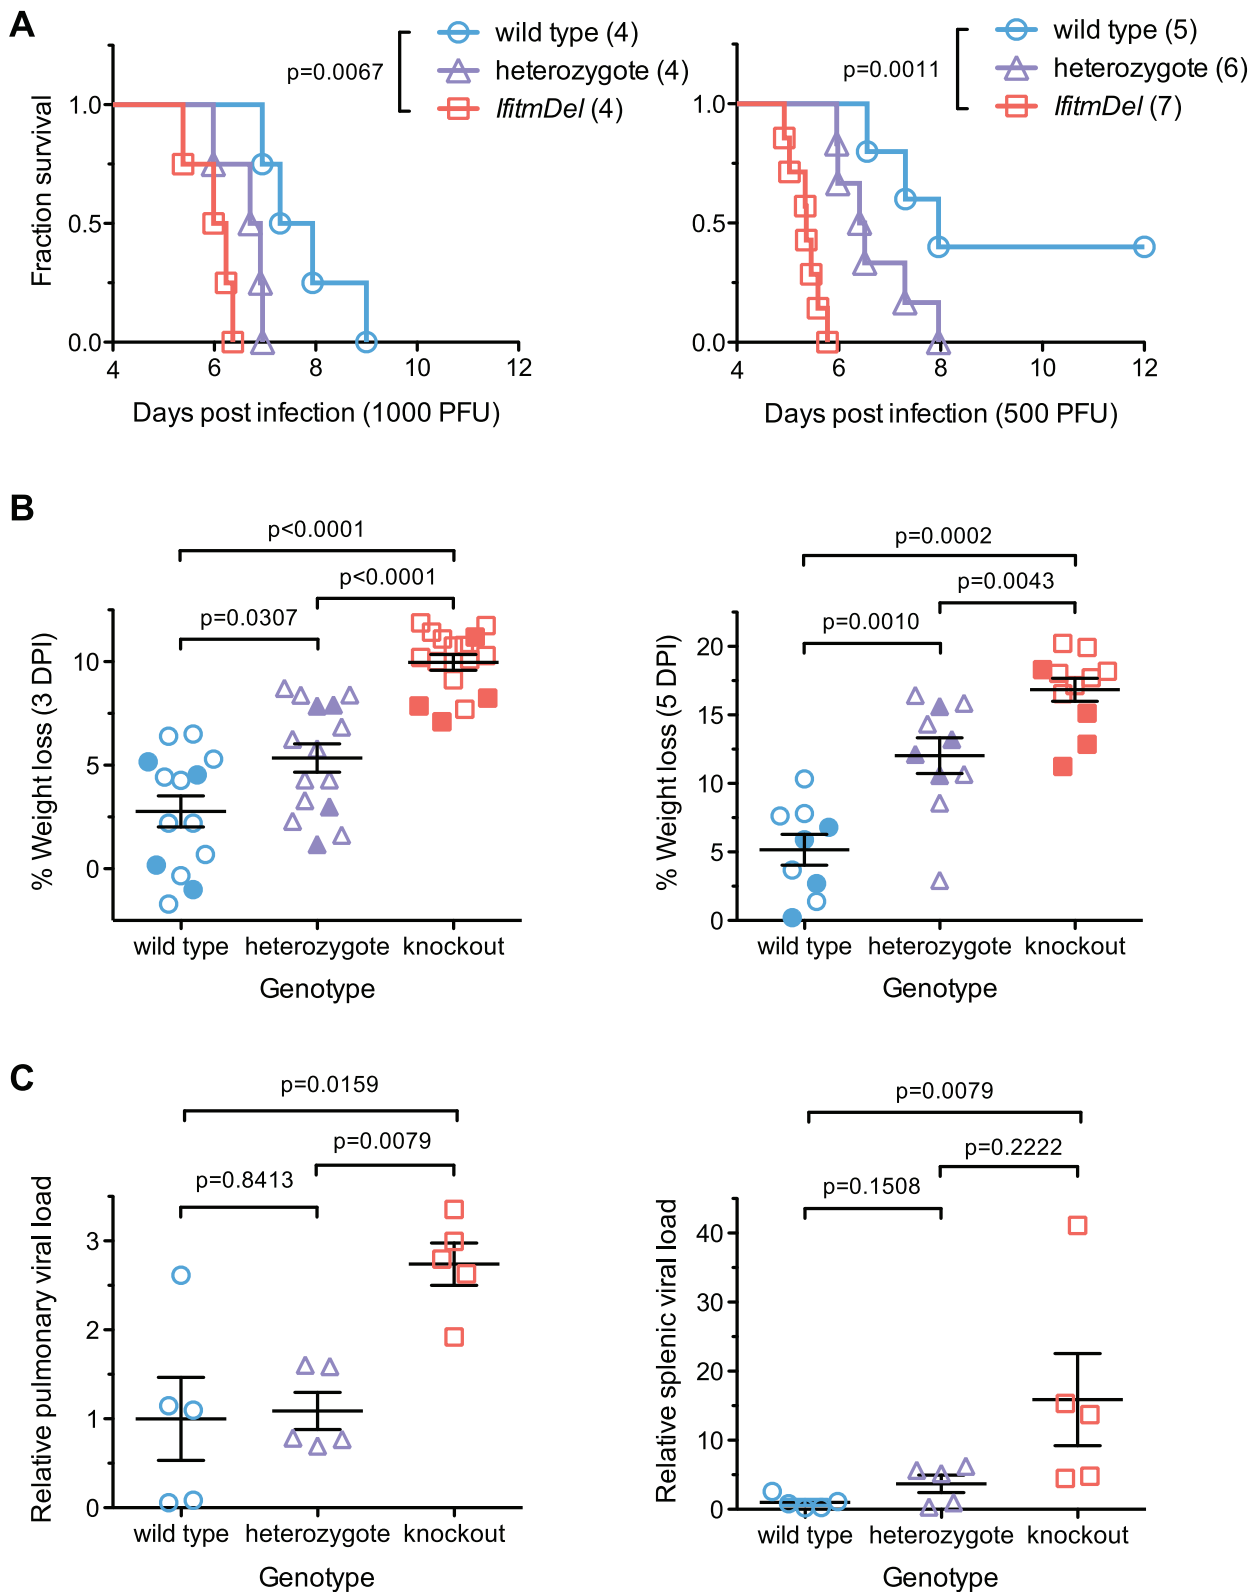 A
wild type (4)
heterozygote (4)
IfitmDel (4)
p=0.0067
Fraction survival
1.0
0.5
0.0
4 6 8 10 12
Days post infection (1000 PFU)
wild type (5)
heterozygote (6)
IfitmDel (7)
p=0.0011
1.0
0.5
0.0
4 6 8 10 12
Days post infection (500 PFU)
B
p<0.0001
p<0.0001
p=0.0307
% Weight loss (3 DPI)
10
5
0
wild type heterozygote knockout
Genotype
p=0.0002
p=0.0043
p=0.0010
% Weight loss (5 DPI)
20
15
10
5
0
wild type heterozygote knockout
Genotype
C
p=0.0159
p=0.0079
p=0.8413
Relative pulmonary viral load
3
2
1
0
wild type heterozygote knockout
Genotype
p=0.0079
p=0.2222
p=0.1508
Relative splenic viral load
40
30
20
10
0
wild type heterozygote knockout
Genotype